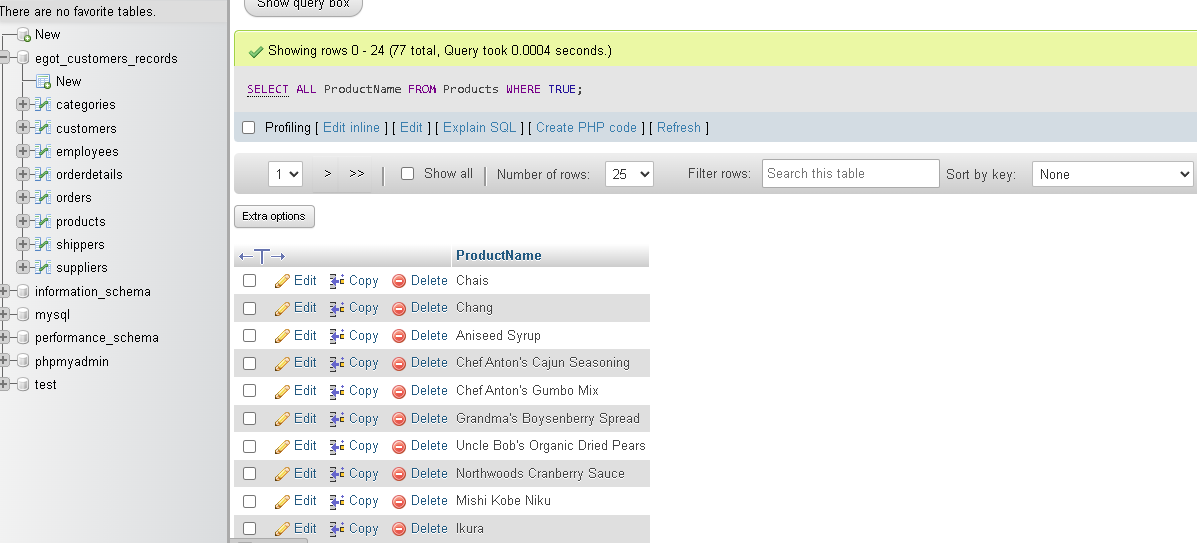 There are no favorite tables.
New
egot_customers_records
New
categories
customers
employees
orderdetails
orders
products
shippers
suppliers
information_schema
mysql
performance_schema
phpmyadmin
test
Show query box
Showing rows 0 - 24 (77 total, Query took 0.0004 seconds.)
SELECT ALL ProductName FROM Products WHERE TRUE;
Profiling [ Edit inline ] [ Edit ] [ Explain SQL ] [ Create PHP code ] [ Refresh ]
1 > >> | Show all | Number of rows: 25 Filter rows: Search this table Sort by key: None
Extra options
ProductName
Edit Copy Delete Chais
Edit Copy Delete Chang
Edit Copy Delete Aniseed Syrup
Edit Copy Delete Chef Anton's Cajun Seasoning
Edit Copy Delete Chef Anton's Gumbo Mix
Edit Copy Delete Grandma's Boysenberry Spread
Edit Copy Delete Uncle Bob's Organic Dried Pears
Edit Copy Delete Northwoods Cranberry Sauce
Edit Copy Delete Mishi Kobe Niku
Edit Copy Delete Ikura